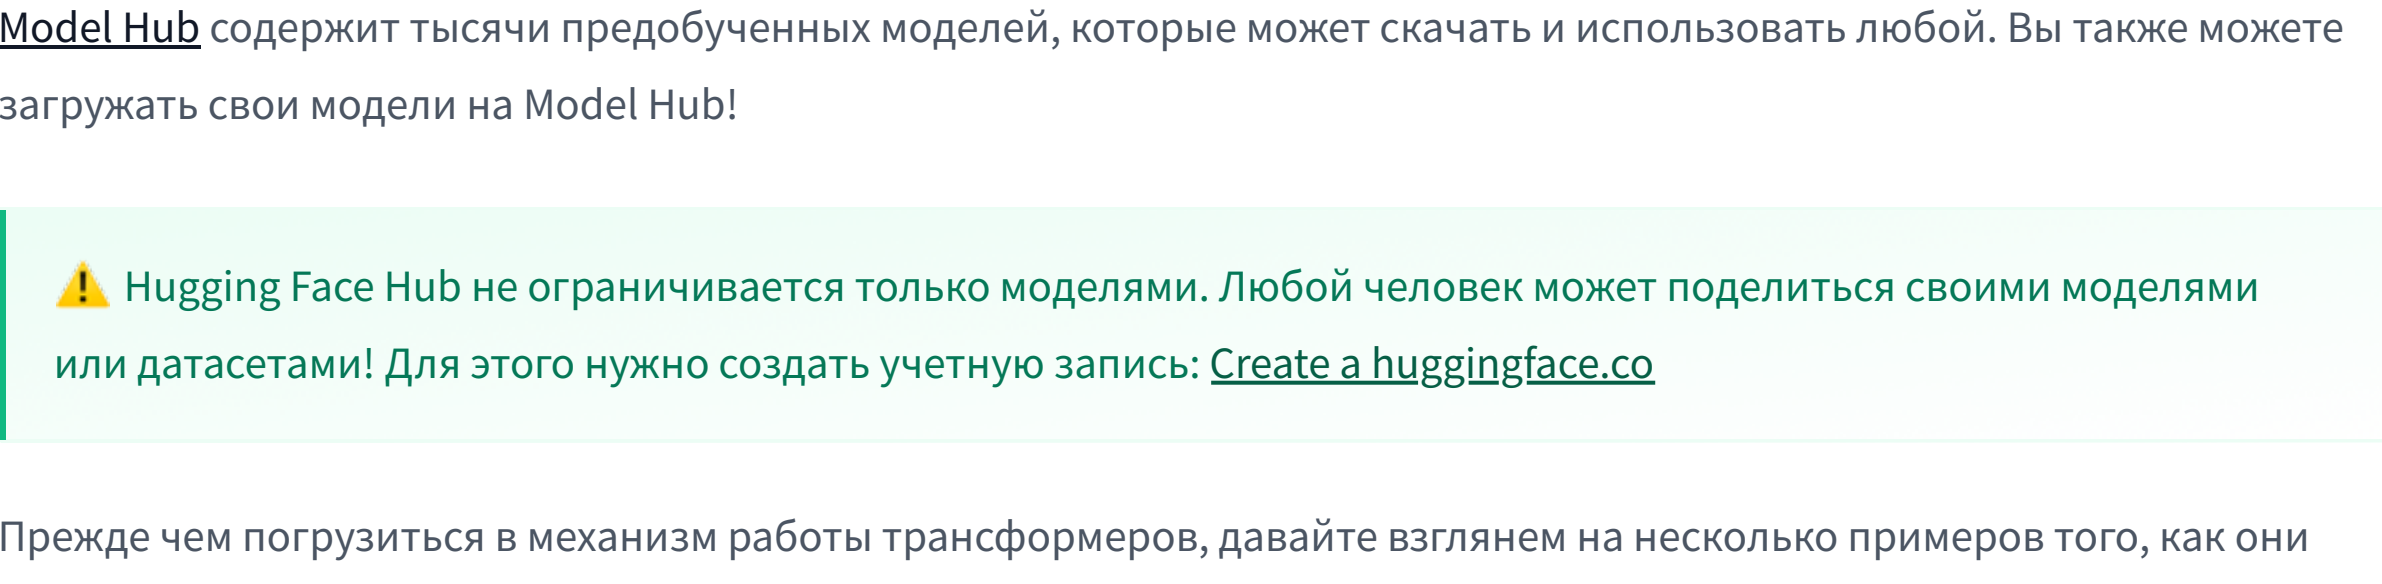 Model Hub содержит тысячи предобученных моделей, которые может скачать и использовать любой. Вы также можете
загружать свои модели на Model Hub!
⚠️ Hugging Face Hub не ограничивается только моделями. Любой человек может поделиться своими моделями
или датасетами! Для этого нужно создать учетную запись: Create a huggingface.co
Прежде чем погрузиться в механизм работы трансформеров, давайте взглянем на несколько примеров того, как они